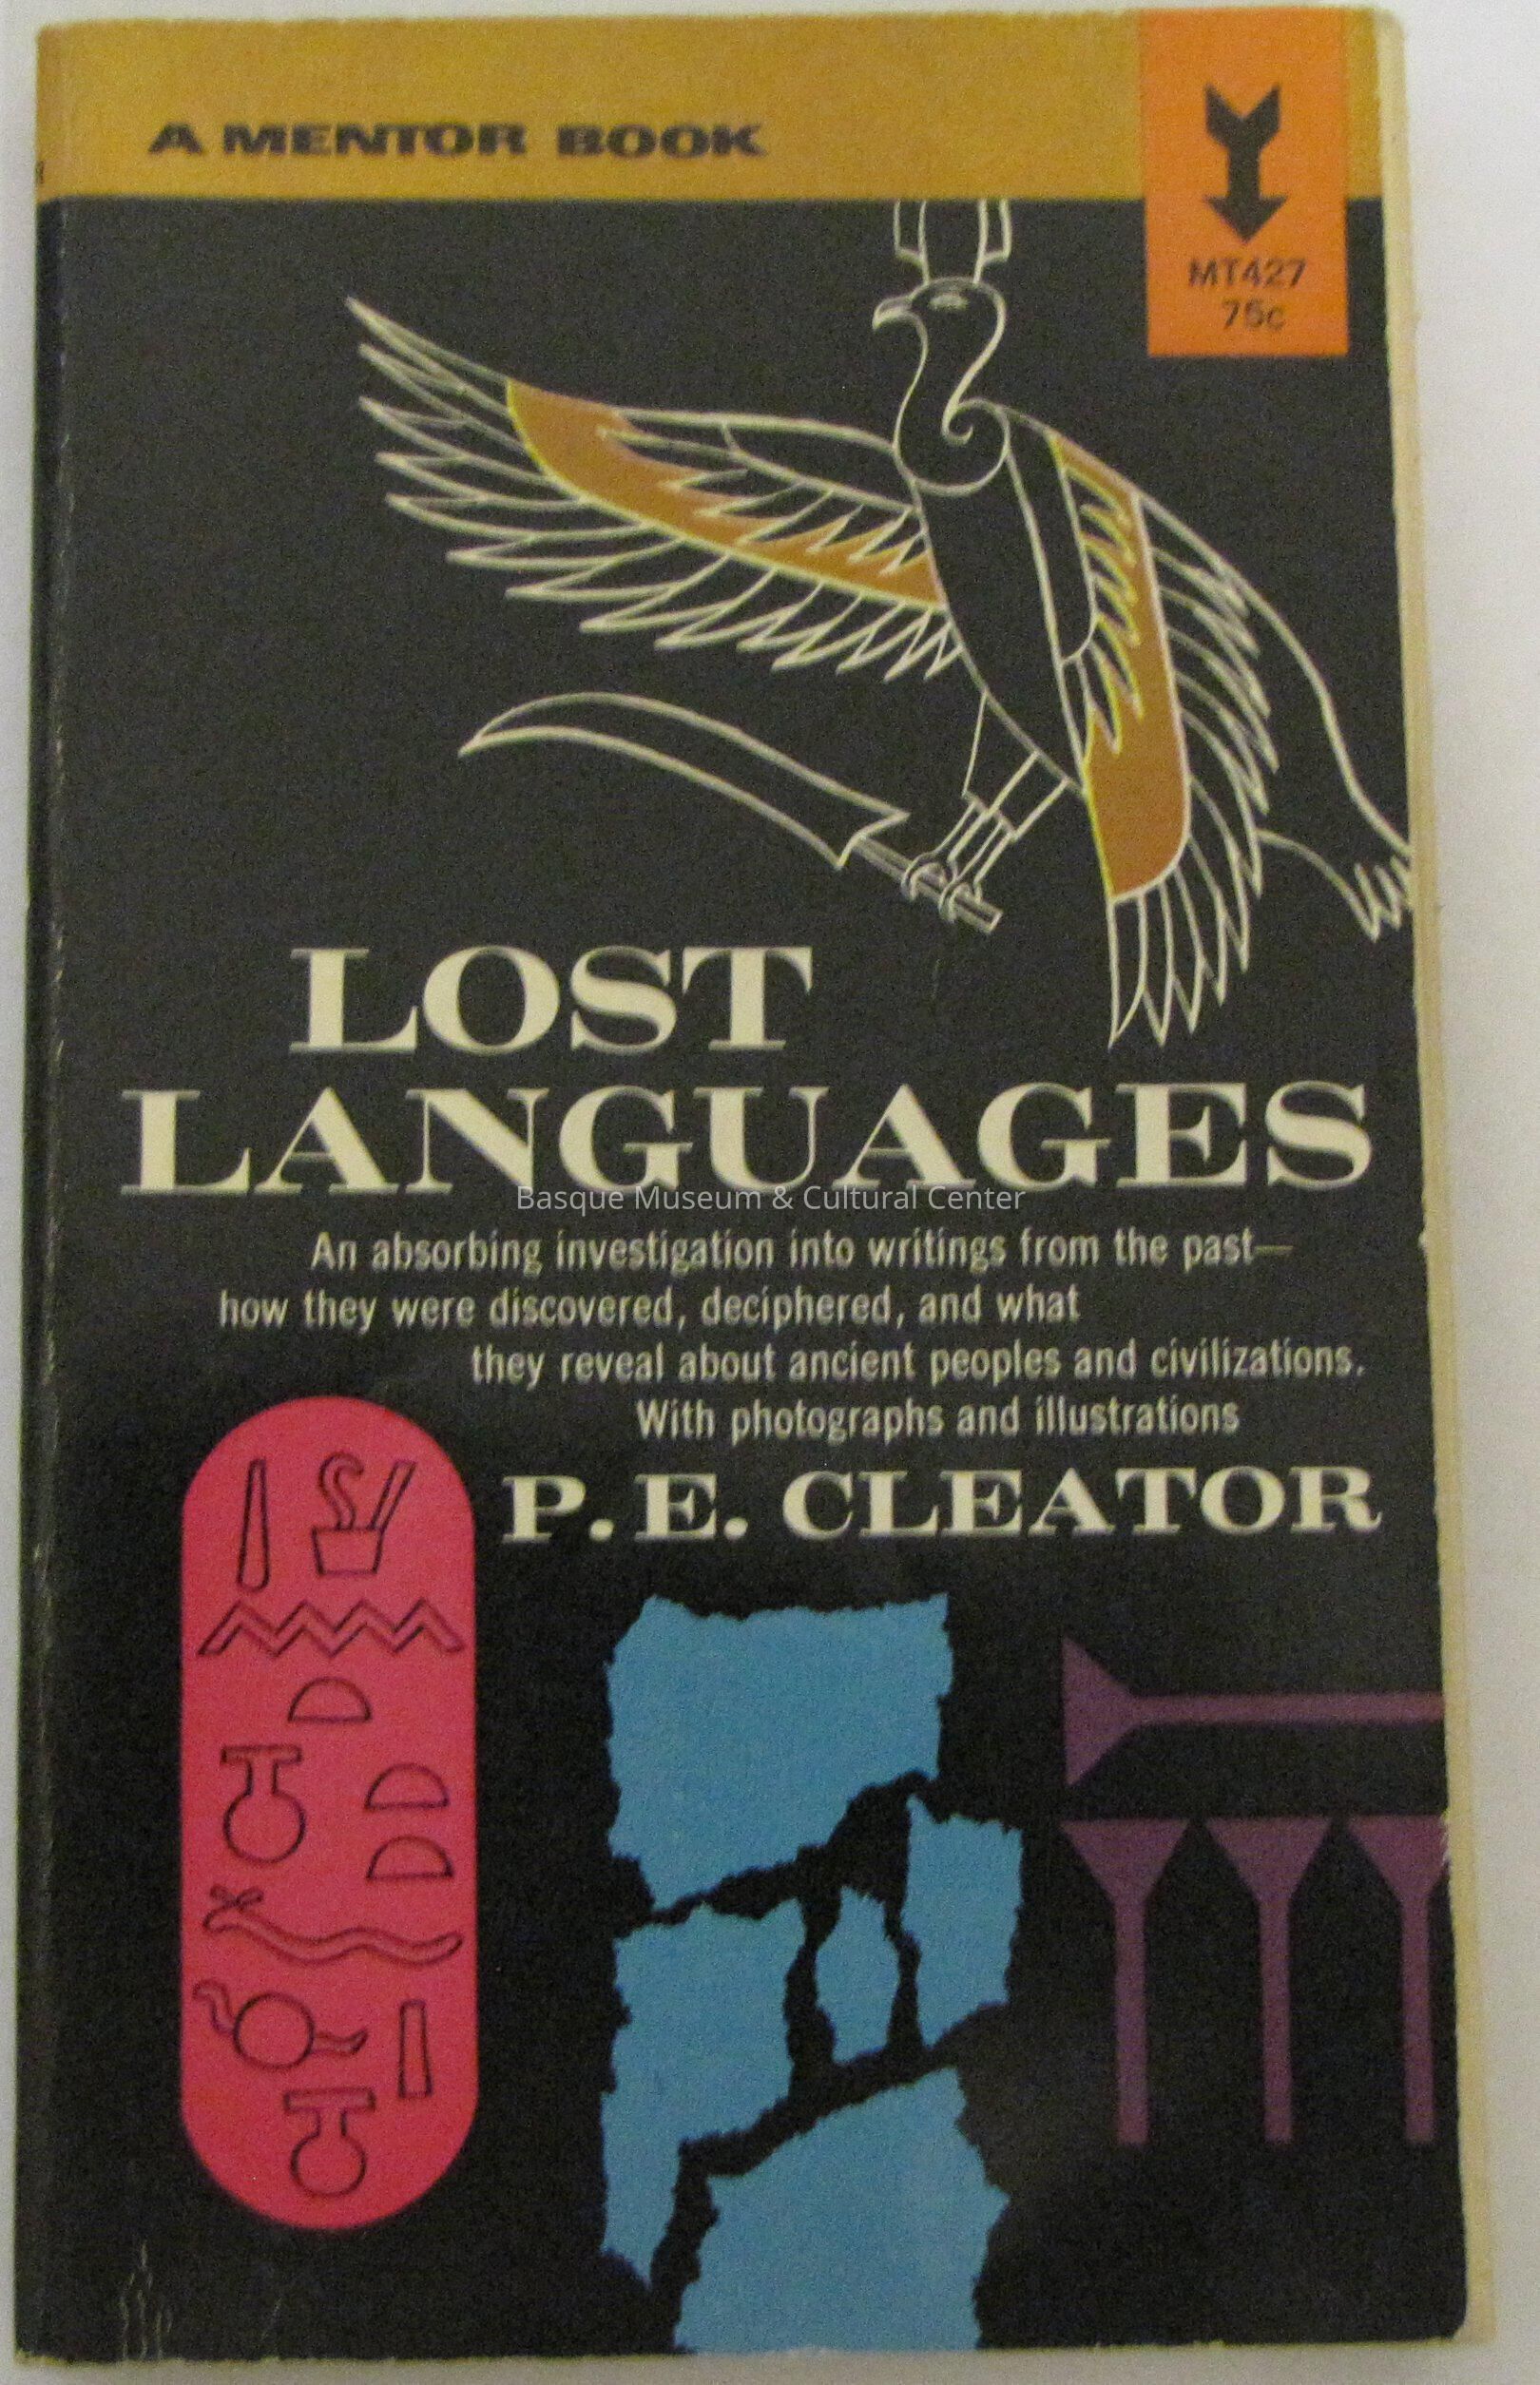 A MENTOR BOOK
MT427
75c
LOST
LANGUAGES
Basque Museum & Cultural Center
An absorbing investigation into writings from the past—
how they were discovered, deciphered, and what
they reveal about ancient peoples and civilizations.
With photographs and illustrations
P. E. CLEATOR